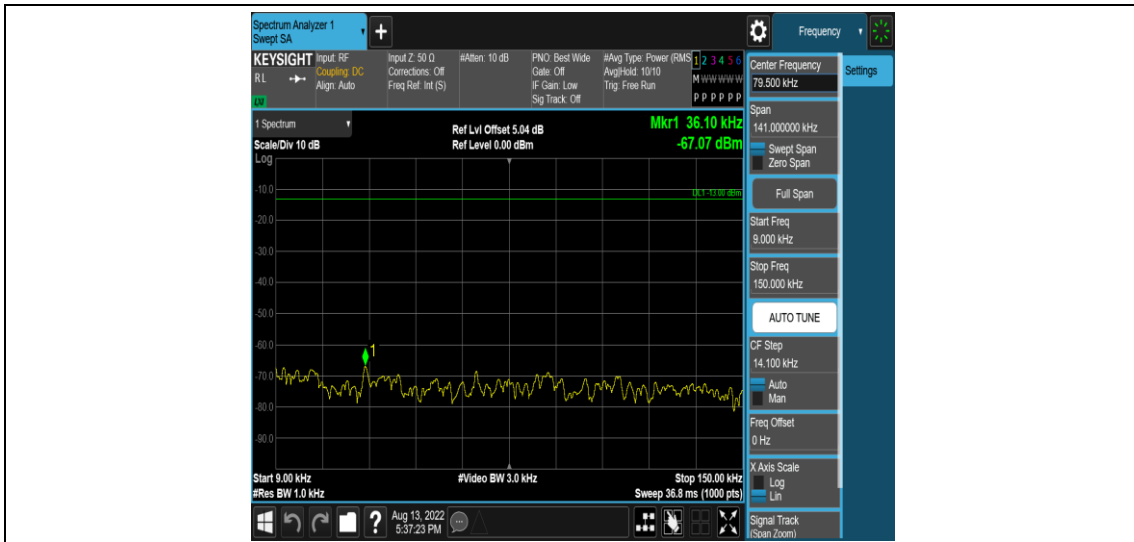 Spectrum Analyzer 1
Swept SA
+
Frequency
KEYSIGHT
RL
LXI
Input: RF
Coupling: DC
Align: Auto
Input Z: 50 Ω
Corrections: Off
Freq Ref: Int (S)
#Atten: 10 dB
PNO: Best Wide
Gate: Off
IF Gain: Low
Sig Track: Off
#Avg Type: Power (RMS
Avg|Hold: 10/10
Trig: Free Run
1 2 3 4 5 6
M W W W W W
P P P P P P
Center Frequency
79.500 kHz
Settings
Span
141.000000 kHz
Swept Span
Zero Span
Full Span
Start Freq
9.000 kHz
Stop Freq
150.000 kHz
AUTO TUNE
CF Step
14.100 kHz
Auto
Man
Freq Offset
0 Hz
X Axis Scale
Log
Lin
Signal Track
(Span Zoom)
1 Spectrum
Scale/Div 10 dB
Log
Ref Lvl Offset 5.04 dB
Ref Level 0.00 dBm
Mkr1 36.10 kHz
-67.07 dBm
DL1 -13.00 dBm
-10.0
-20.0
-30.0
-40.0
-50.0
-60.0
1
-70.0
-80.0
-90.0
Start 9.00 kHz
#Res BW 1.0 kHz
#Video BW 3.0 kHz
Stop 150.00 kHz
Sweep 36.8 ms (1000 pts)
?
Aug 13, 2022
5:37:23 PM